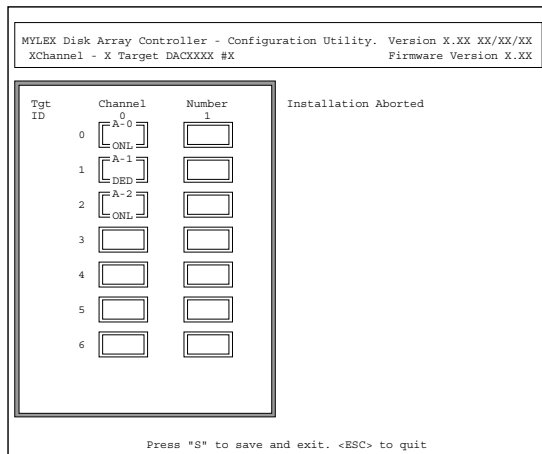 MYLEX Disk Array Controller - Configuration Utility. Version X.XX XX/XX/XX
XChannel - X Target DACXXXX #X Firmware Version X.XX
Tgt Channel Number Installation Aborted
ID 0 1
0 A-0
ONL
1 A-1
DED
2 A-2
ONL
3
4
5
6
Press "S" to save and exit. <ESC> to quit